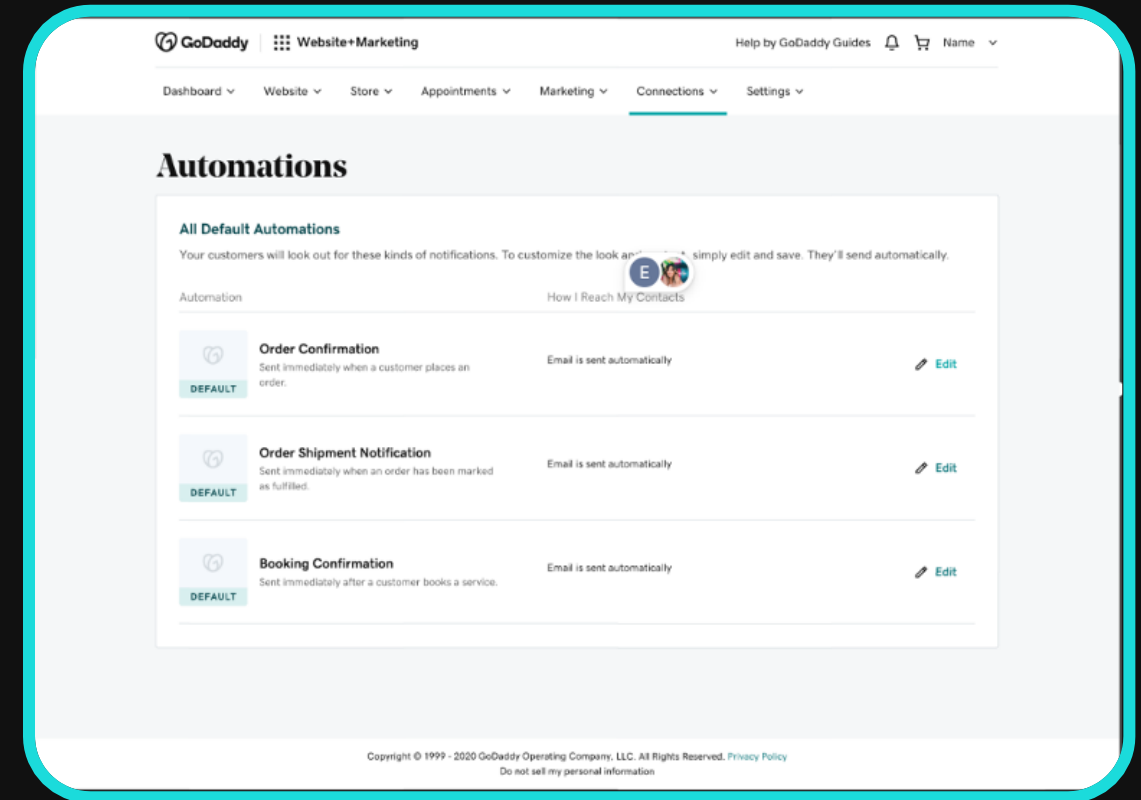 GoDaddy Website+Marketing Help by GoDaddy Guides Name
Dashboard Website Store Appointments Marketing Connections Settings
Automations
All Default Automations
Your customers will look out for these kinds of notifications. To customize the look simply edit and save. They'll send automatically.
E
Automation How I Reach My Contacts
Order Confirmation
Sent immediately when a customer places an
order.
DEFAULT
Email is sent automatically
Edit
Order Shipment Notification
Sent immediately when an order has been marked
as fulfilled.
DEFAULT
Email is sent automatically
Edit
Booking Confirmation
Sent immediately after a customer books a service.
DEFAULT
Email is sent automatically
Edit
Copyright © 1999 - 2020 GoDaddy Operating Company, LLC. All Rights Reserved. Privacy Policy
Do not sell my personal information